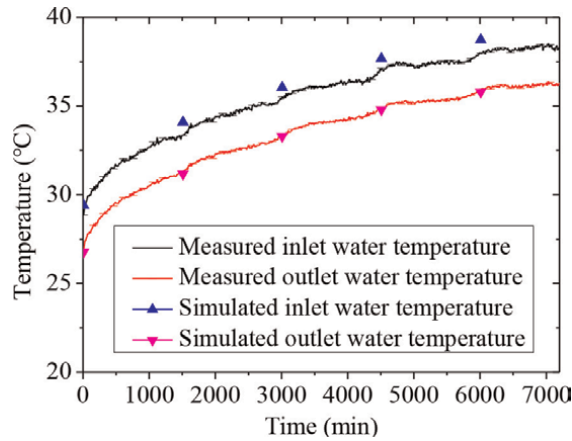 40
35
30
25
20
Temperature (℃)
Measured inlet water temperature
Measured outlet water temperature
Simulated inlet water temperature
Simulated outlet water temperature
0 1000 2000 3000 4000 5000 6000 7000
Time (min)